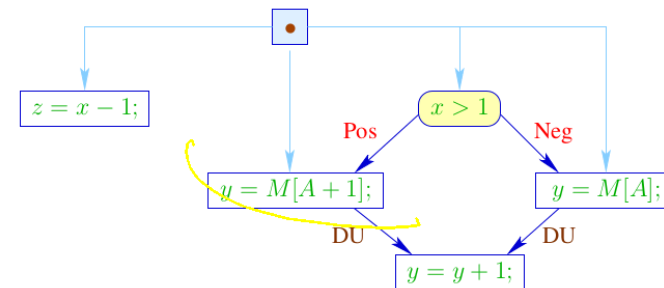 z = x − 1;
x > 1
Pos
Neg
y = M[A + 1];
y = M[A];
DU
DU
y = y + 1;